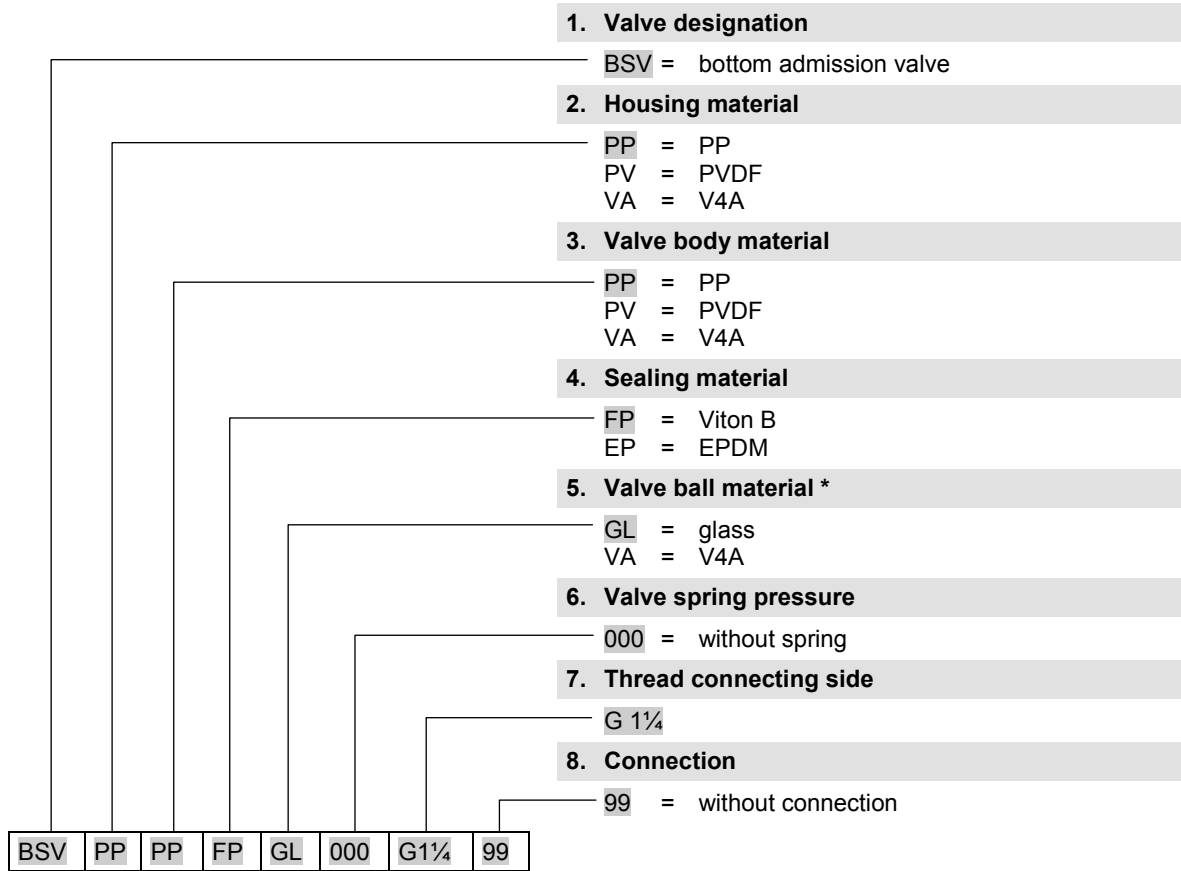 1. Valve designation
BSV = bottom admission valve
2. Housing material
PP = PP
PV = PVDF
VA = V4A
3. Valve body material
PP = PP
PV = PVDF
VA = V4A
4. Sealing material
FP = Viton B
EP = EPDM
5. Valve ball material *
GL = glass
VA = V4A
6. Valve spring pressure
000 = without spring
7. Thread connecting side
G 1¼
8. Connection
99 = without connection
BSV PP PP FP GL 000 G1¼ 99